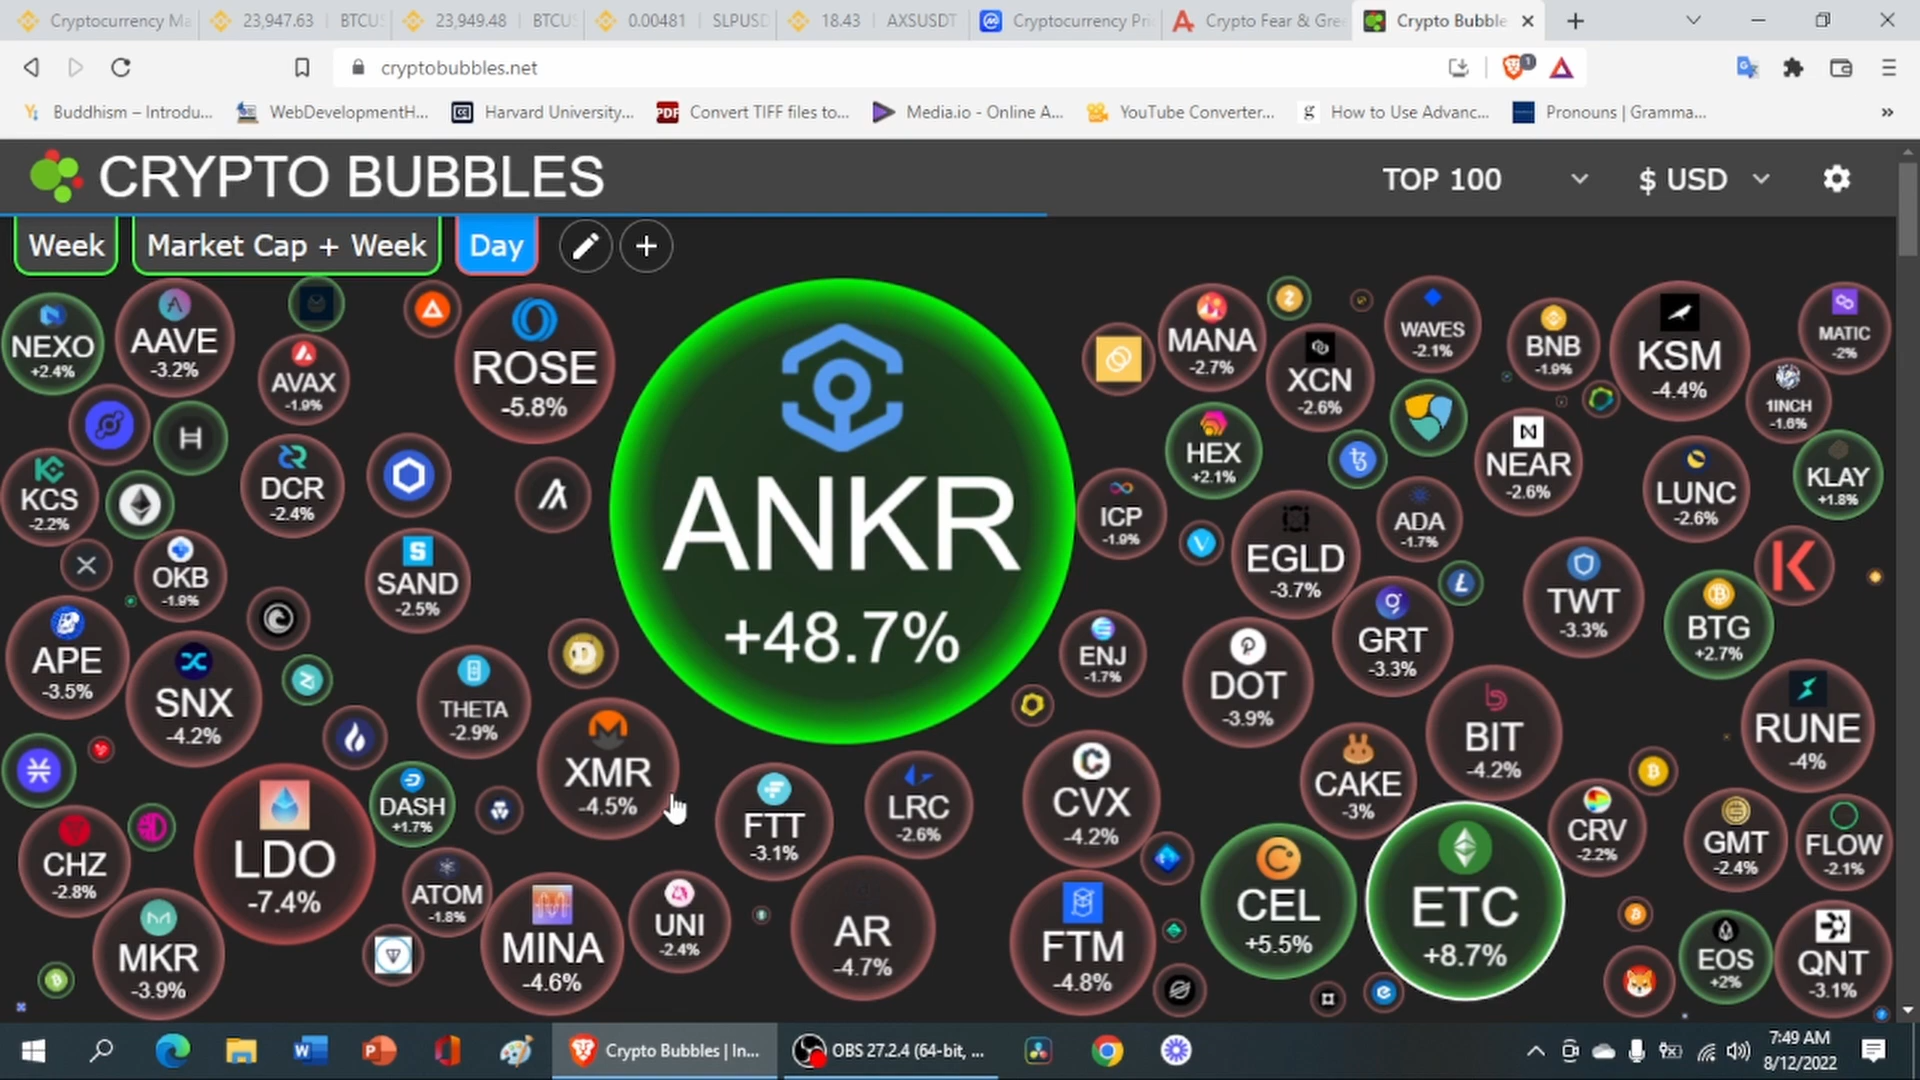 Cryptocurrency Ma
23,947.63 | BTCUS
23,949.48 | BTCUS
0.00481 | SLPUSD
18.43 | AXSUSDT
Cryptocurrency Pri
Crypto Fear & Gre
Crypto Bubble
cryptobubbles.net
1
Buddhism – Introdu...
WebDevelopmentH...
Harvard University...
PDF
Convert TIFF files to...
Media.io - Online A...
YouTube Converter...
g
How to Use Advanc...
Pronouns | Gramma...
CRYPTO BUBBLES
TOP 100
$ USD
Week
Market Cap + Week
Day
NEXO
+2.4%
AAVE
-3.2%
AVAX
-1.9%
ROSE
-5.8%
ANKR
+48.7%
MANA
-2.7%
XCN
-2.6%
WAVES
-2.1%
BNB
-1.9%
KSM
-4.4%
MATIC
-2%
1INCH
-1.6%
HEX
+2.1%
NEAR
-2.6%
LUNC
-2.6%
KLAY
+1.8%
KCS
-2.2%
DCR
-2.4%
ICP
-1.9%
EGLD
-3.7%
ADA
-1.7%
OKB
-1.9%
SAND
-2.5%
TWT
-3.3%
BTG
+2.7%
APE
-3.5%
SNX
-4.2%
THETA
-2.9%
ENJ
-1.7%
DOT
-3.9%
GRT
-3.3%
BIT
-4.2%
RUNE
-4%
XMR
-4.5%
DASH
+1.7%
FTT
-3.1%
LRC
-2.6%
CVX
-4.2%
CAKE
-3%
CRV
-2.2%
GMT
-2.4%
FLOW
-2.1%
CHZ
-2.8%
LDO
-7.4%
ATOM
-1.8%
UNI
-2.4%
AR
-4.7%
CEL
+5.5%
ETC
+8.7%
MKR
-3.9%
MINA
-4.6%
FTM
-4.8%
EOS
+2%
QNT
-3.1%
Crypto Bubbles | In...
OBS 27.2.4 (64-bit, ...
7:49 AM
8/12/2022